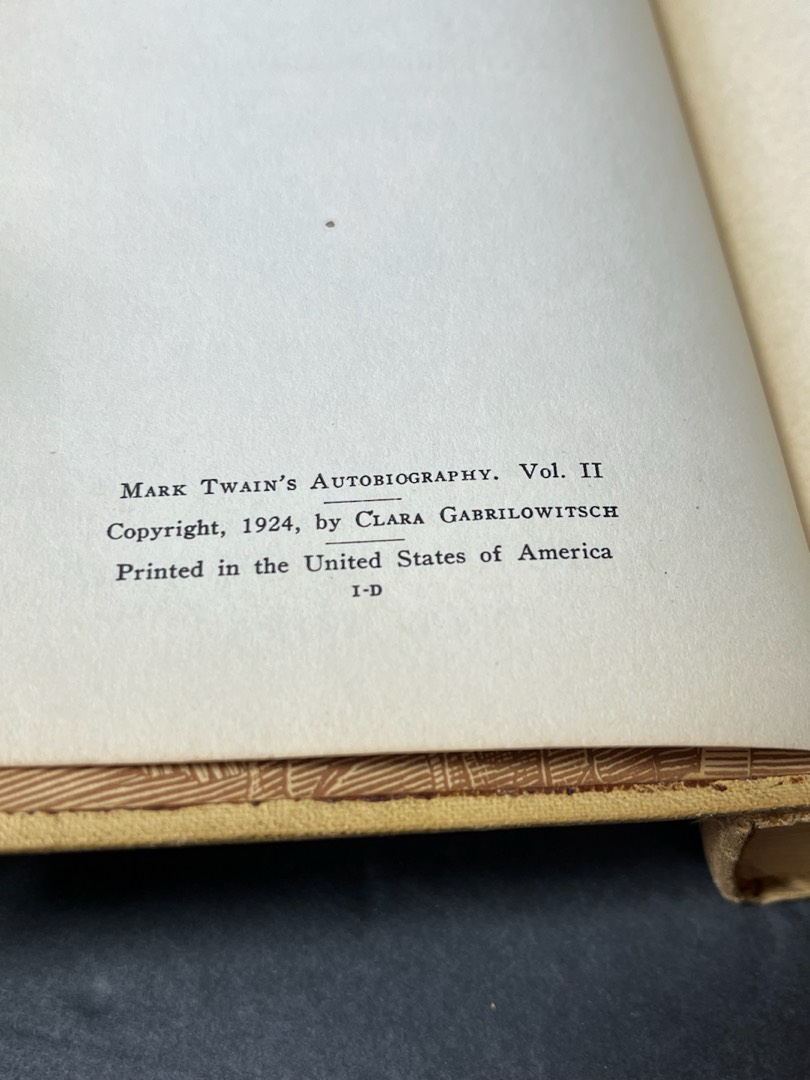 Mark Twain's Autobiography. Vol. II
Copyright, 1924, by Clara Gabrilowitsch
Printed in the United States of America
I-D